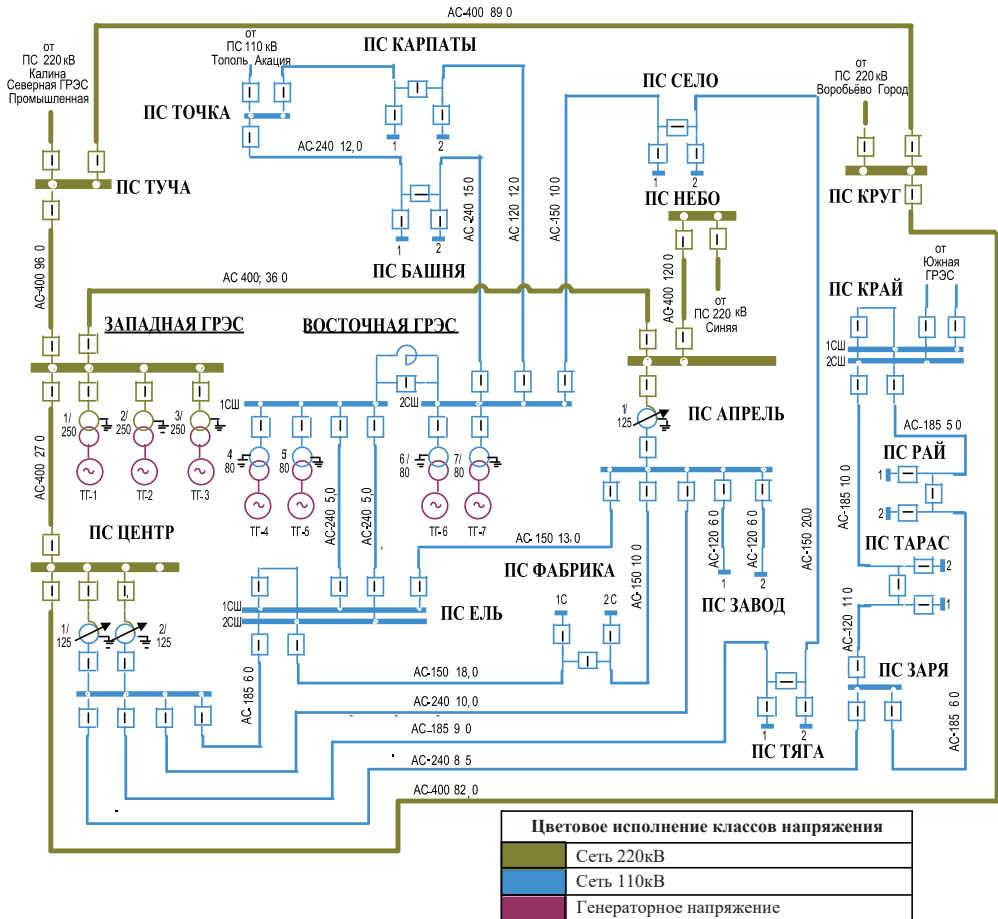 АС-400 89 0
от
ПС 220 кВ
Калина
Северная ГРЭС
Промышленная
от
ПС 110 кВ
Тополь Акация
ПС КАРПАТЫ
ПС ТОЧКА
1 2
АС-240 12,0
ПС ТУЧА
1 2
ПС БАШНЯ
АС-240 15 0
АС 120 12 0
АС-150 10 0
ПС СЕЛО
1 2
ПС НЕБО
от
ПС 220 кВ
Воробьёво Город
ПС КРУГ
АС-400 96 0
АС 400; 36 0
АС-400 120 0
от
ПС 220 кВ
Синяя
от
Южная
ГРЭС
ПС КРАЙ
1СШ
2СШ
ЗАПАДНАЯ ГРЭС
ВОСТОЧНАЯ ГРЭС
1СШ
2СШ
1/
250
2/
250
3/
250
ТГ-1
ТГ-2
ТГ-3
4
80
5
80
6 /
80
7/
80
ТГ-4
ТГ-5
ТГ-6
ТГ-7
АС-240 5,0
АС-240 5,0
1/
125
ПС АПРЕЛЬ
АС-185 5 0
ПС РАЙ
1
2
АС-185 10 0
АС-400 27 0
ПС ЦЕНТР
АС 150 13,0
АС-150 10 0
АС-120 6 0
АС-120 6 0
АС-150 20,0
1 2
ПС ЗАВОД
ПС ТАРАС
2
1
АС-120 11 0
ПС ФАБРИКА
1С 2С
1СШ
2СШ
ПС ЕЛЬ
1/
125
2/
125
АС-185 6 0
АС-150 18,0
АС-240 10,0
АС-185 9 0
АС-240 8 5
АС-400 82,0
1 2
ПС ТЯГА
ПС ЗАРЯ
АС-185 6 0
Цветовое исполнение классов напряжения
Сеть 220кВ
Сеть 110кВ
Генераторное напряжение